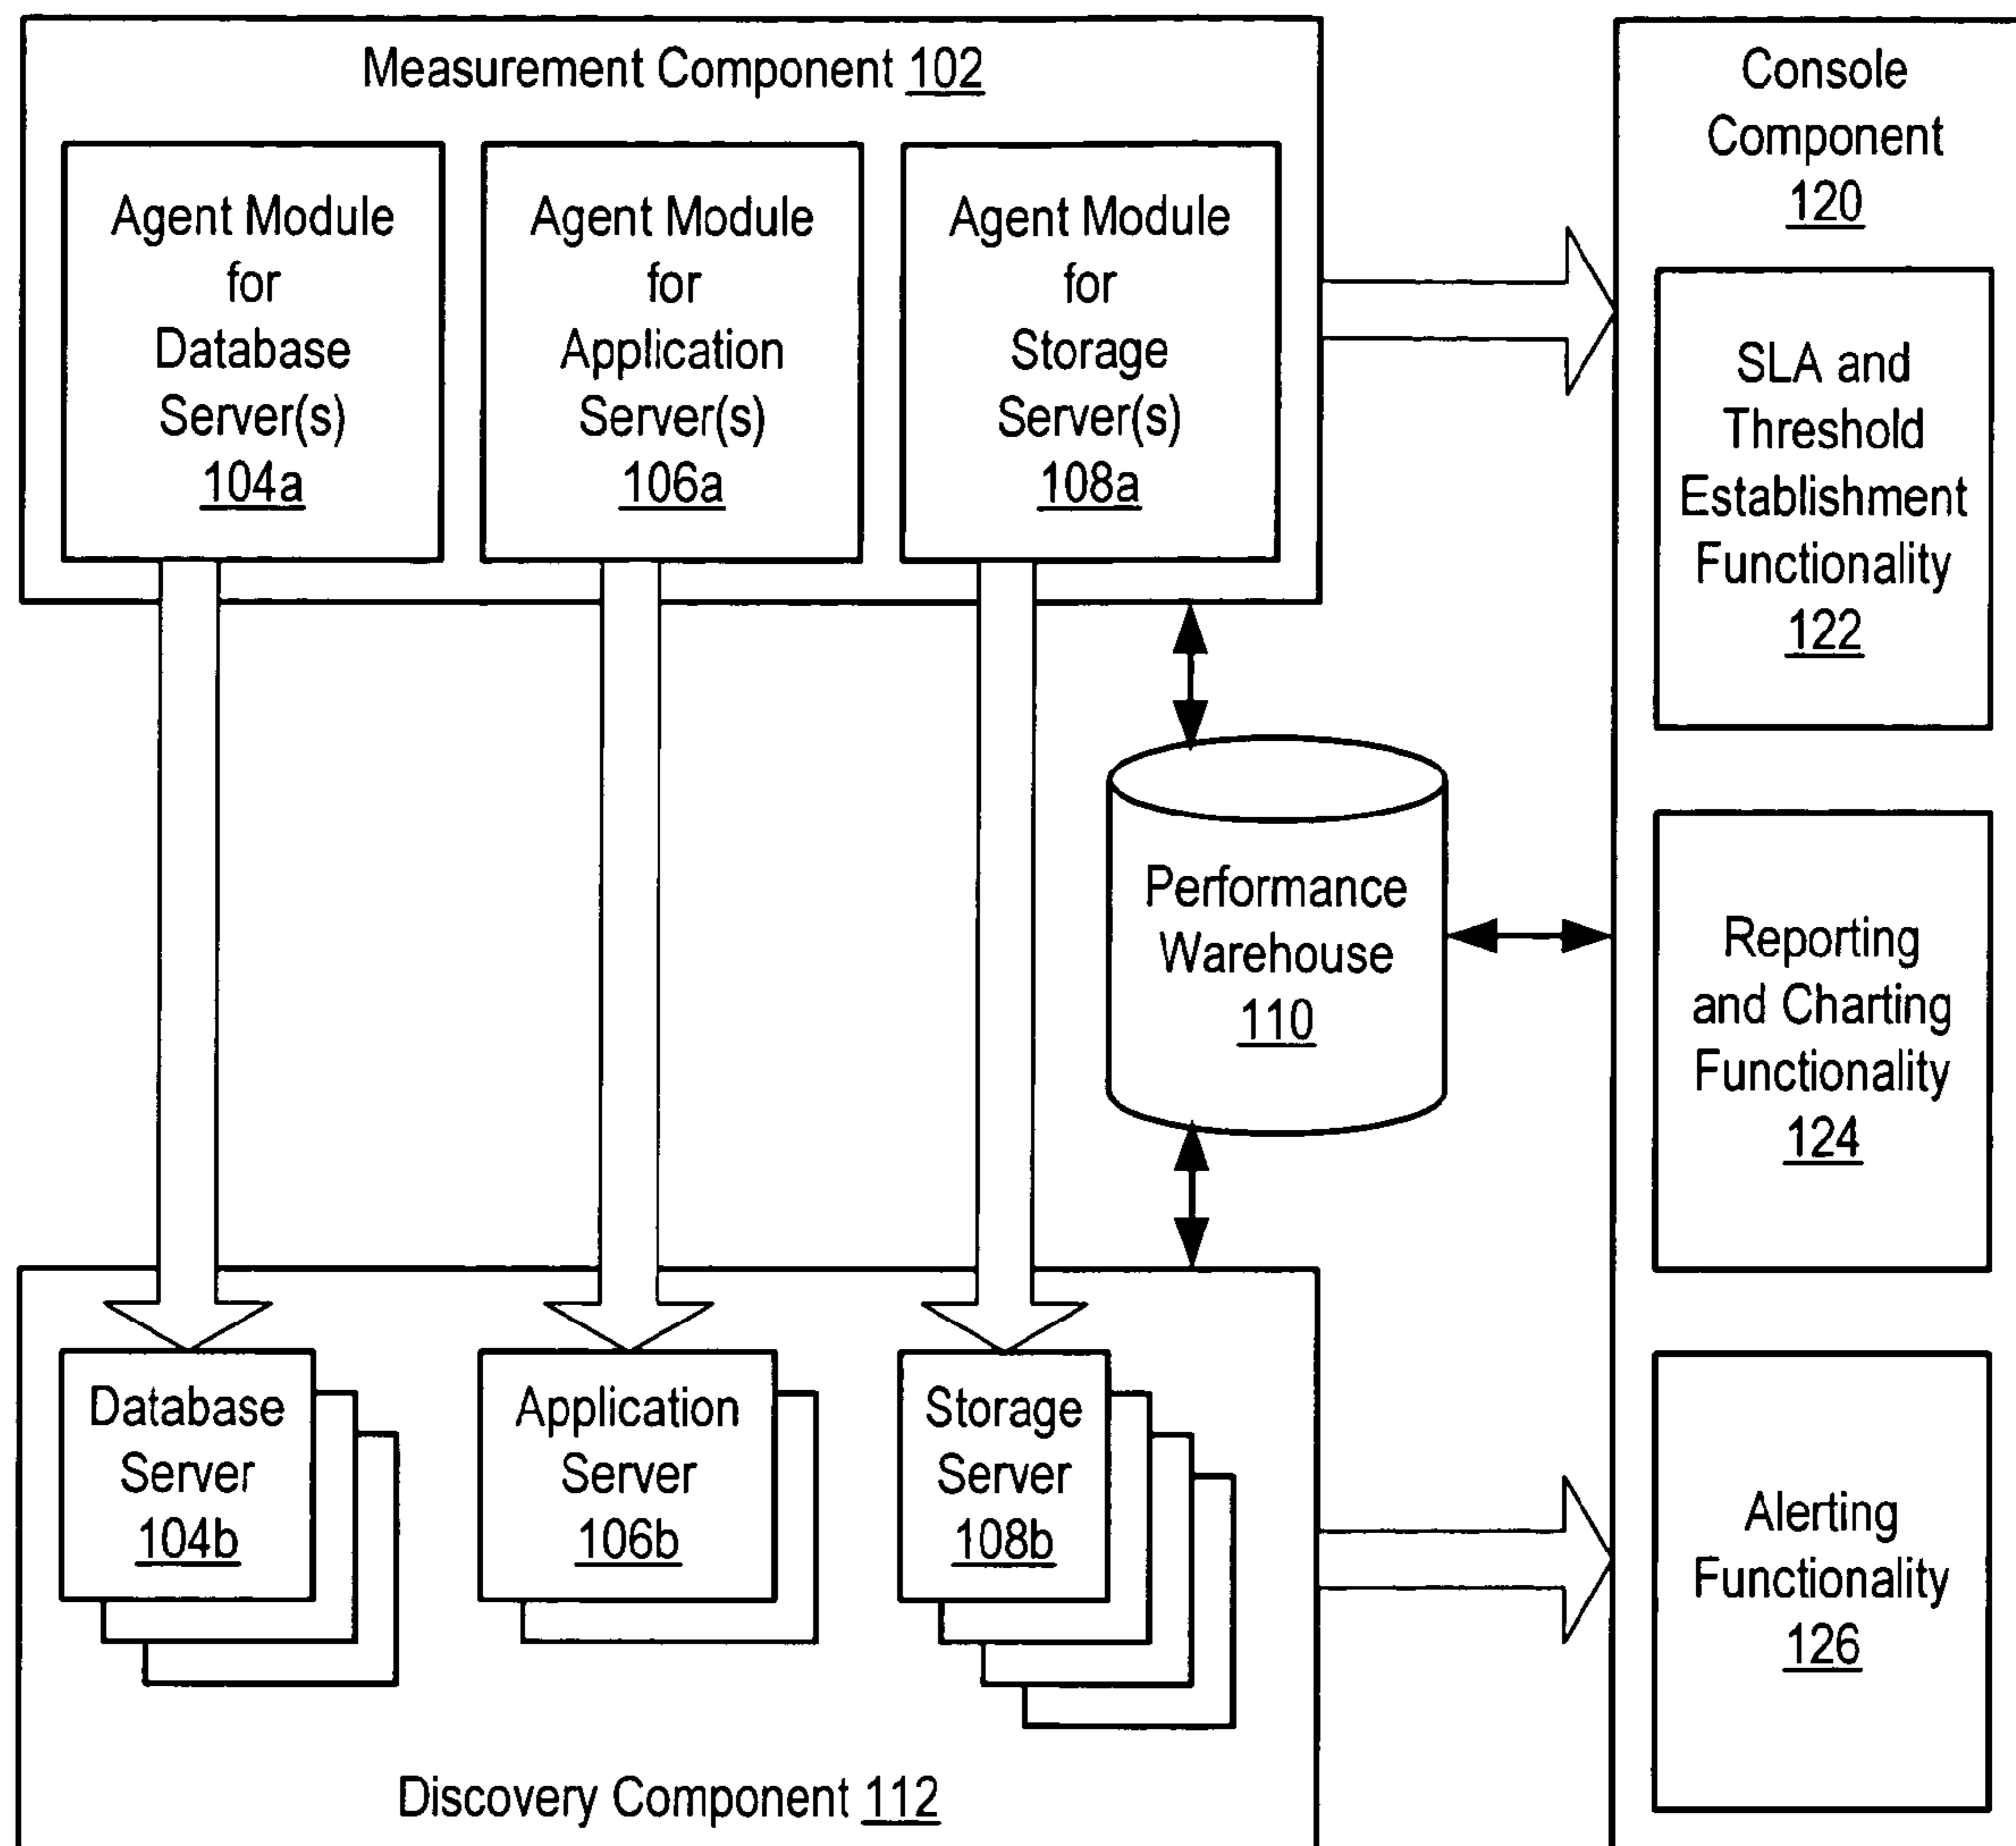 Measurement Component 102
Agent Module
for
Database
Server(s)
104a
Agent Module
for
Application
Server(s)
106a
Agent Module
for
Storage
Server(s)
108a
Console
Component
120
SLA and
Threshold
Establishment
Functionality
122
Performance
Warehouse
110
Reporting
and Charting
Functionality
124
Database
Server
104b
Application
Server
106b
Storage
Server
108b
Alerting
Functionality
126
Discovery Component 112